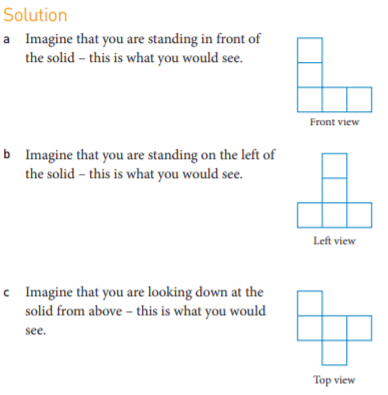 Solution
a Imagine that you are standing in front of
the solid – this is what you would see.
Front view
b Imagine that you are standing on the left of
the solid – this is what you would see.
Left view
c Imagine that you are looking down at the
solid from above – this is what you would
see.
Top view